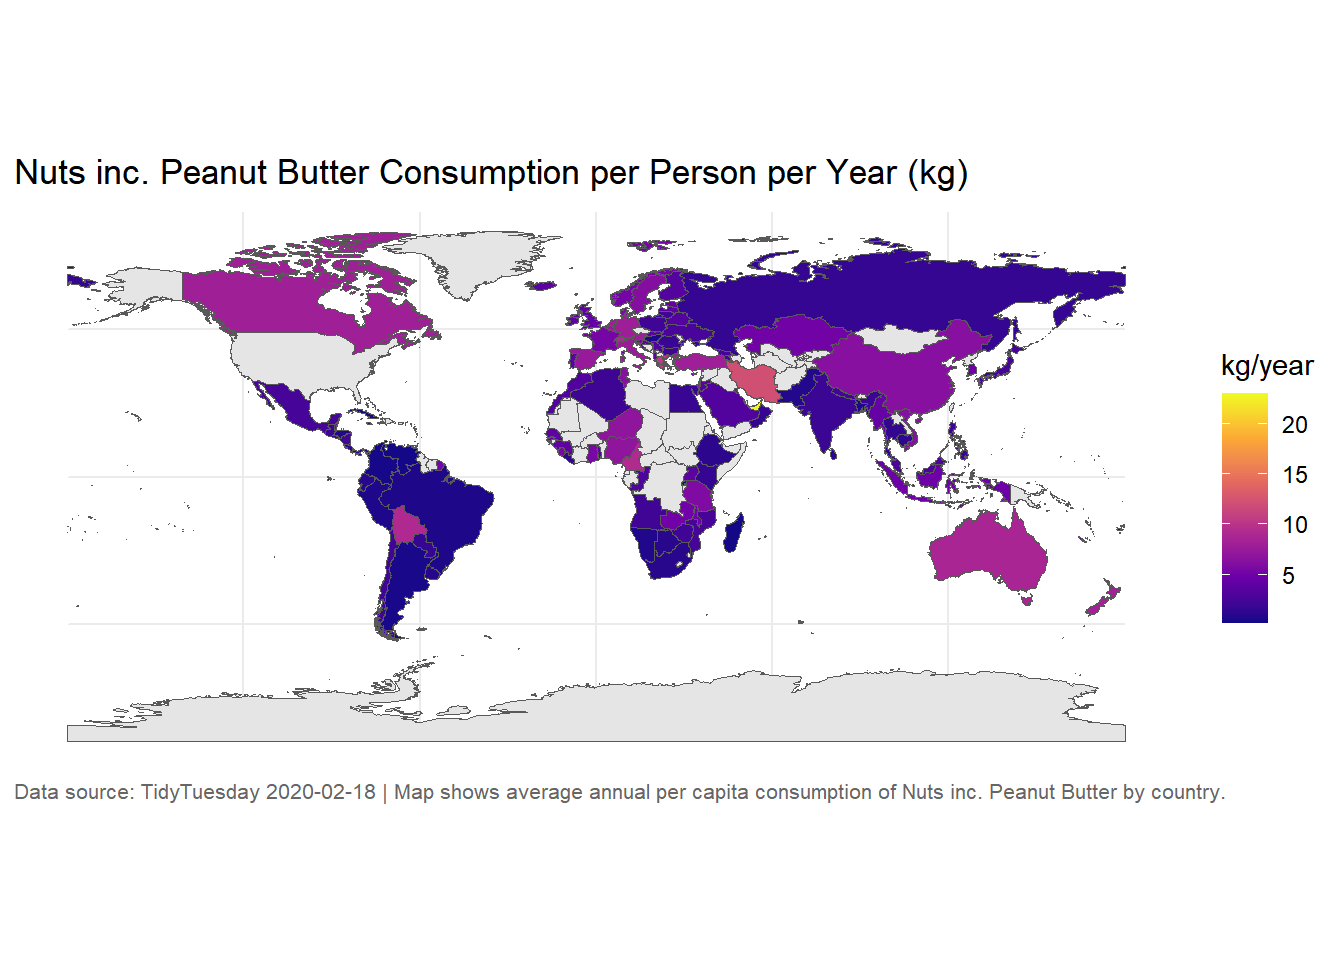 Nuts inc. Peanut Butter Consumption per Person per Year (kg)
kg/year
20
15
10
5
Data source: TidyTuesday 2020-02-18 | Map shows average annual per capita consumption of Nuts inc. Peanut Butter by country.